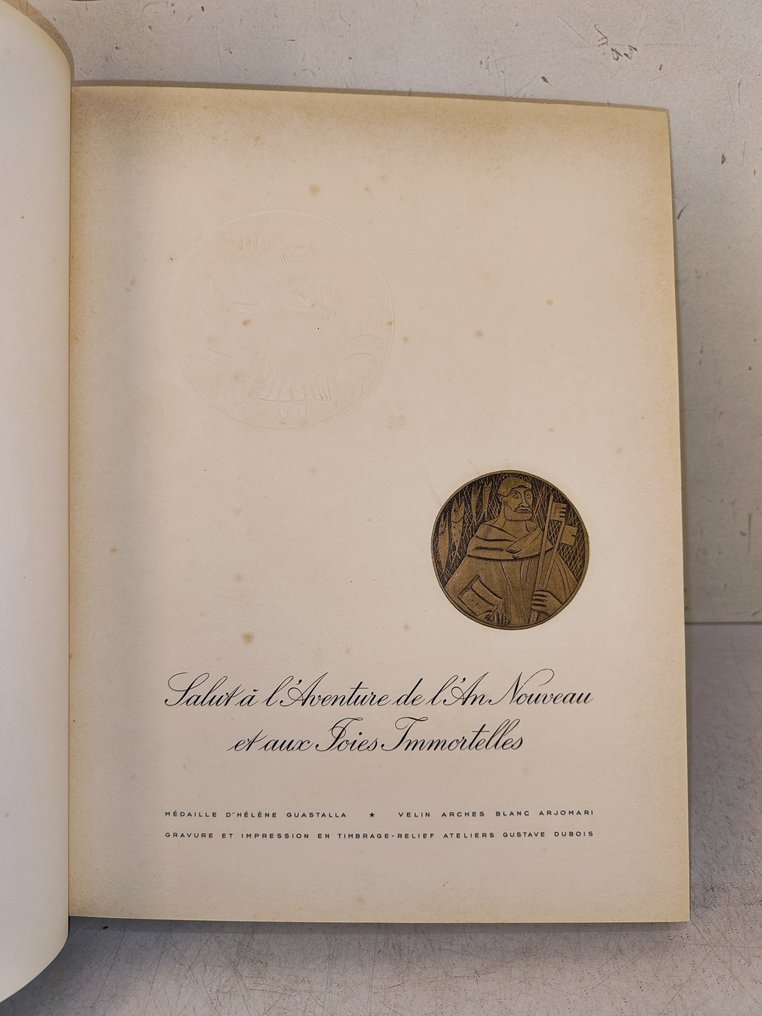 Salut à l'Aventure de l'An Nouveau
et aux Joies Immortelles
MÉDAILLE D'HÉLÈNE GUASTALLA ★ VELIN ARCHES BLANC ARJOMARI
GRAVURE ET IMPRESSION EN TIMBRAGE-RELIEF ATELIERS GUSTAVE DUBOIS